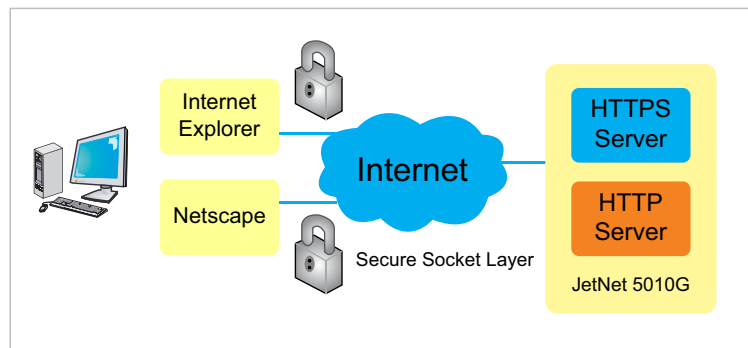 Internet
Explorer
Netscape
Internet
Secure Socket Layer
HTTPS
Server
HTTP
Server
JetNet 5010G